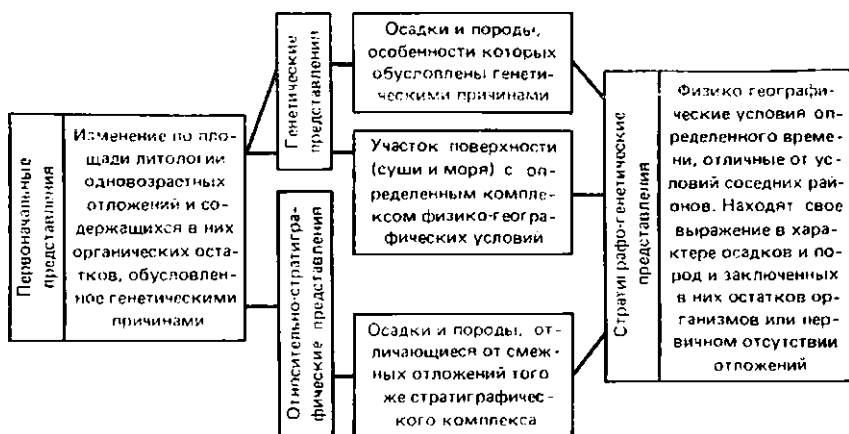 Первоначальные
представления
Изменение по пло-
щади литологии
одновозрастных
отложений и со-
держащихся в них
органических оста-
тков, обусловлен-
ное генетическими
причинами
Генетические
представления
Относительно-стратигра-
фические представления
Осадки и породы,
особенности которых
обусловлены генети-
ческими причинами
Участок поверхности
(суши и моря) с оп-
ределенным компле-
ксом физико-геогра-
фических условий
Осадки и породы, от-
личающиеся от смеж-
ных отложений того
же стратиграфичес-
кого комплекса
Стратиграфо-генетические
представления
Физико географи-
ческие условия оп-
ределенного време-
ни, отличные от ус-
ловий соседних рай-
онов. Находят свое
выражение в хара-
ктере осадков и по-
род и заключенных
в них остатков ор-
ганизмов или пер-
вичном отсутствии
отложений